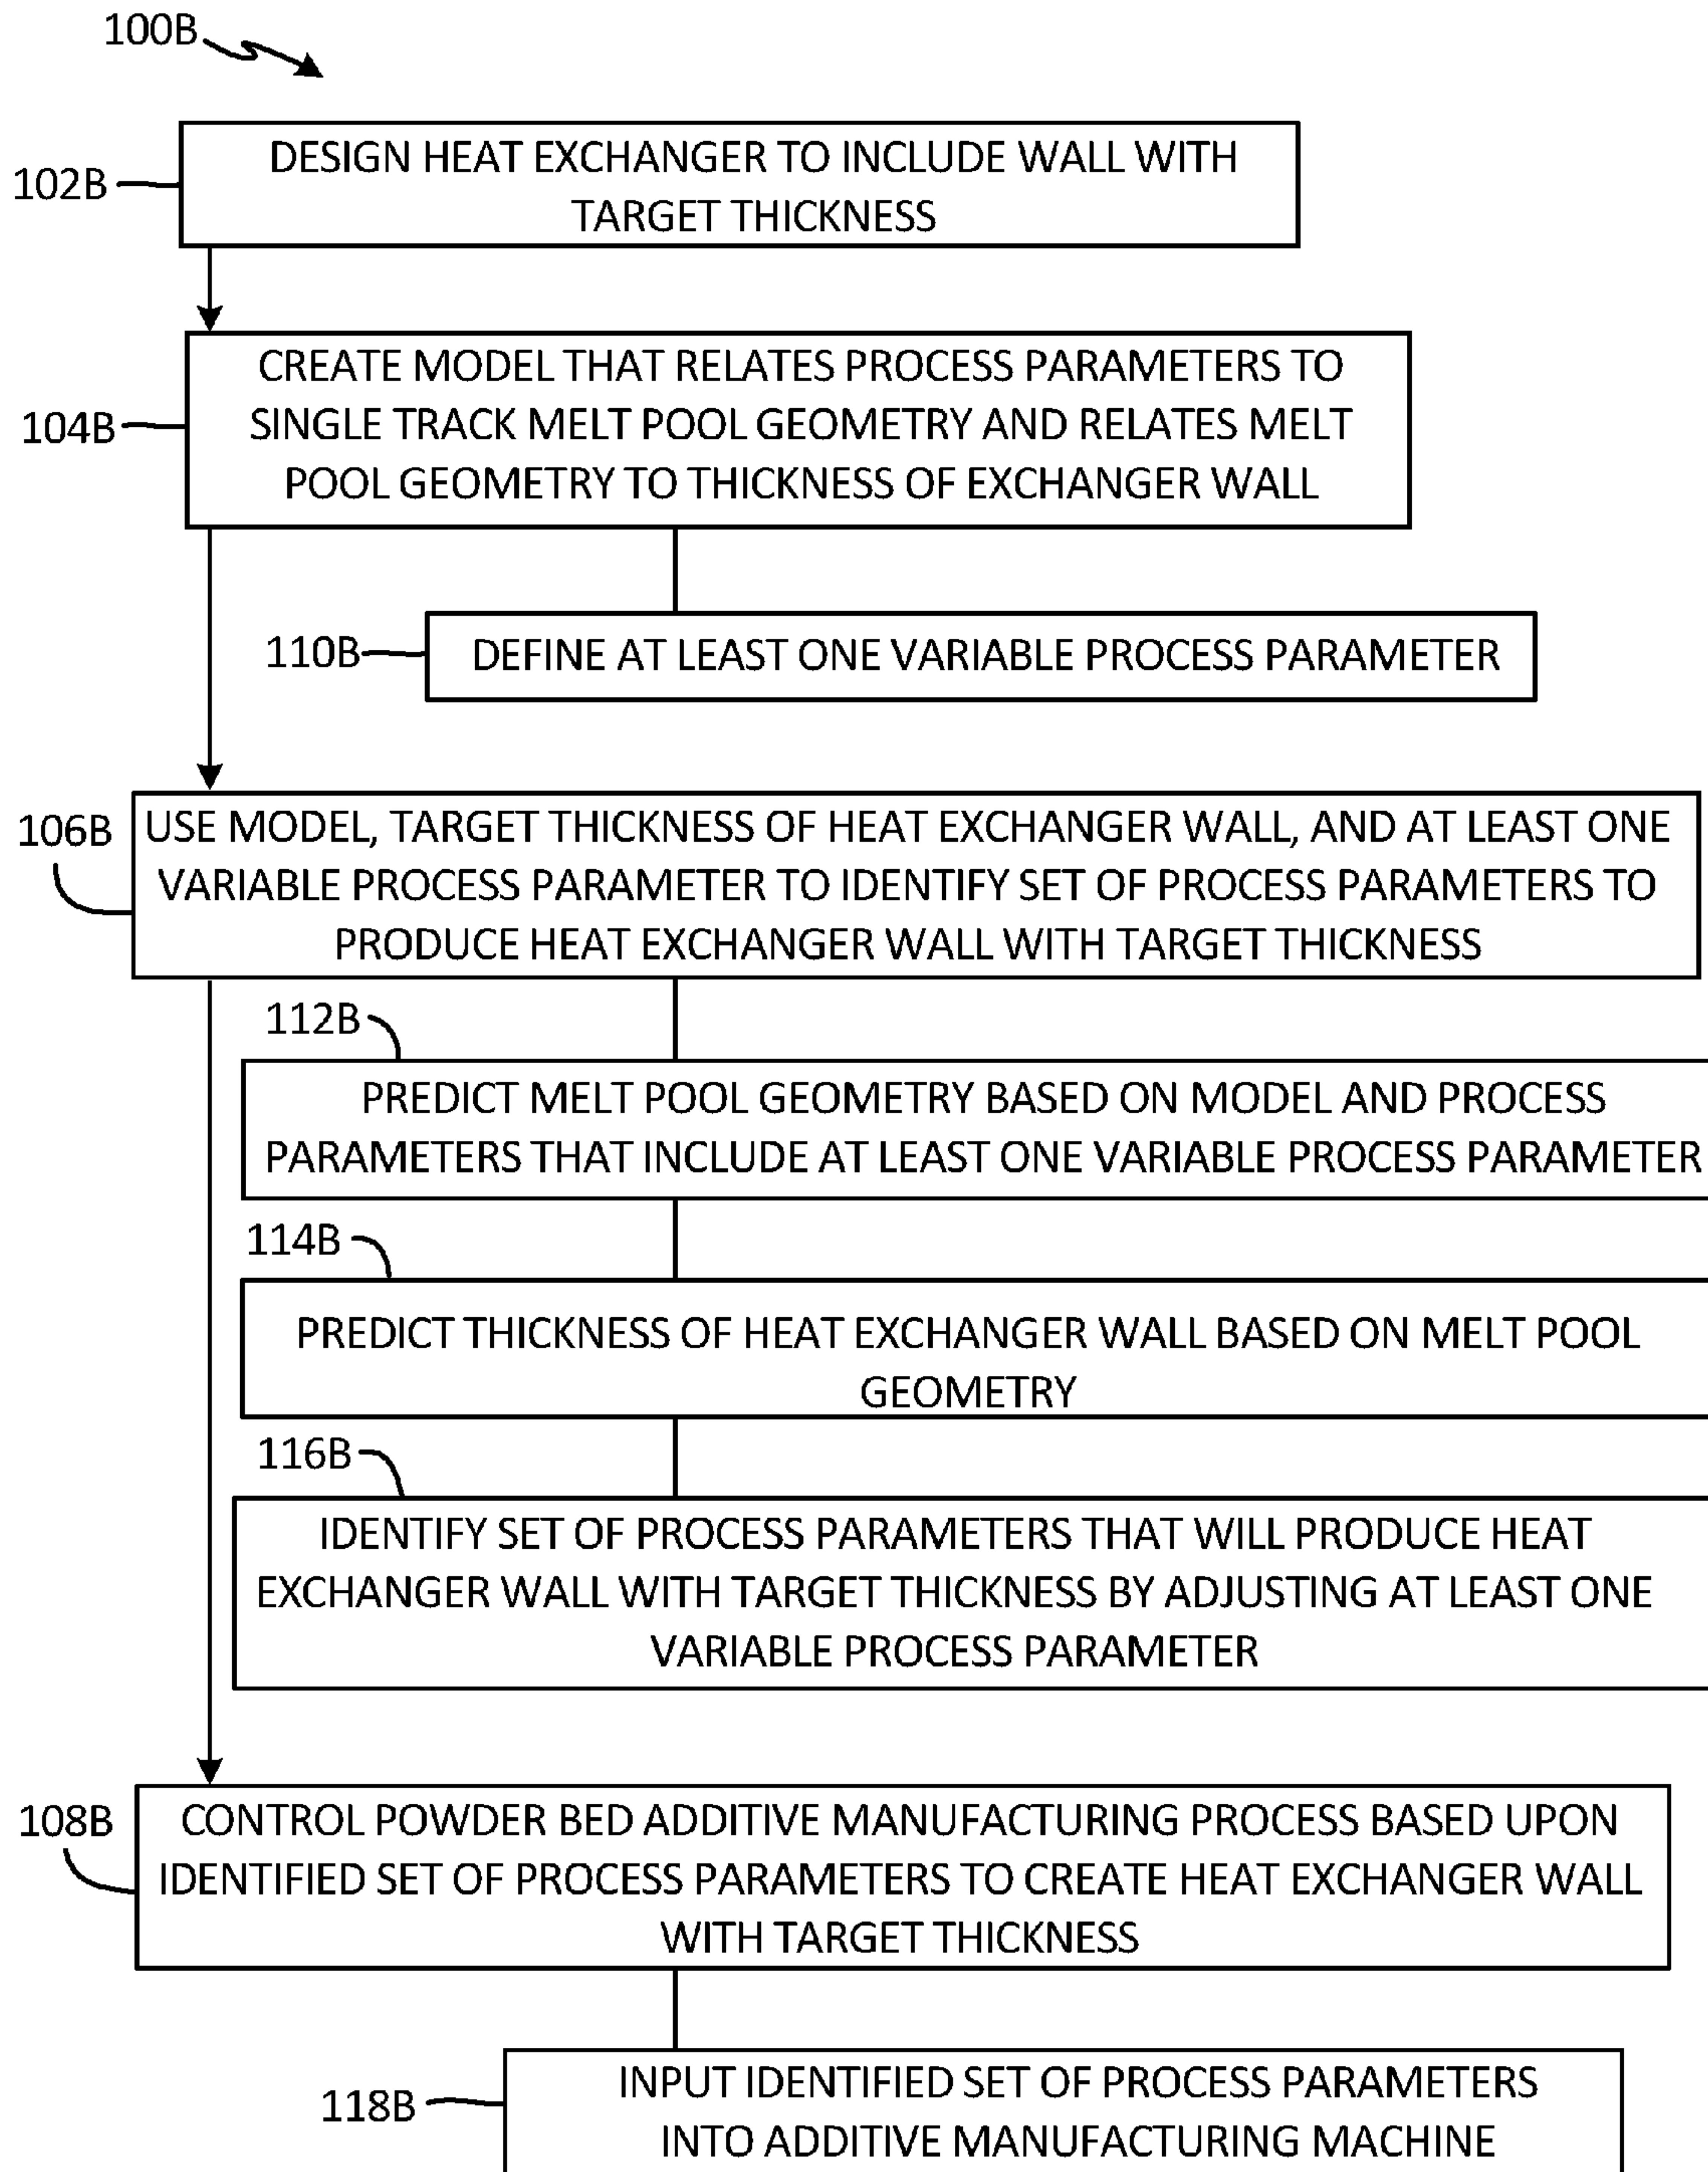 100B
102B
DESIGN HEAT EXCHANGER TO INCLUDE WALL WITH
TARGET THICKNESS
104B
CREATE MODEL THAT RELATES PROCESS PARAMETERS TO
SINGLE TRACK MELT POOL GEOMETRY AND RELATES MELT
POOL GEOMETRY TO THICKNESS OF EXCHANGER WALL
110B
DEFINE AT LEAST ONE VARIABLE PROCESS PARAMETER
106B
USE MODEL, TARGET THICKNESS OF HEAT EXCHANGER WALL, AND AT LEAST ONE
VARIABLE PROCESS PARAMETER TO IDENTIFY SET OF PROCESS PARAMETERS TO
PRODUCE HEAT EXCHANGER WALL WITH TARGET THICKNESS
112B
PREDICT MELT POOL GEOMETRY BASED ON MODEL AND PROCESS
PARAMETERS THAT INCLUDE AT LEAST ONE VARIABLE PROCESS PARAMETER
114B
PREDICT THICKNESS OF HEAT EXCHANGER WALL BASED ON MELT POOL
GEOMETRY
116B
IDENTIFY SET OF PROCESS PARAMETERS THAT WILL PRODUCE HEAT
EXCHANGER WALL WITH TARGET THICKNESS BY ADJUSTING AT LEAST ONE
VARIABLE PROCESS PARAMETER
108B
CONTROL POWDER BED ADDITIVE MANUFACTURING PROCESS BASED UPON
IDENTIFIED SET OF PROCESS PARAMETERS TO CREATE HEAT EXCHANGER WALL
WITH TARGET THICKNESS
118B
INPUT IDENTIFIED SET OF PROCESS PARAMETERS
INTO ADDITIVE MANUFACTURING MACHINE